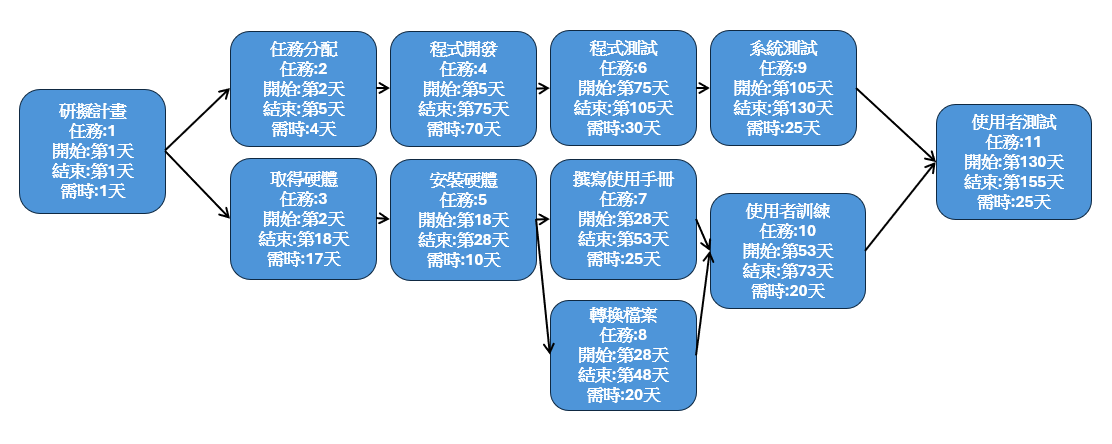 研擬計畫
任務:1
開始:第1天
結束:第1天
需時:1天
任務分配
任務:2
開始:第2天
結束:第5天
需時:4天
程式開發
任務:4
開始:第5天
結束:第75天
需時:70天
程式測試
任務:6
開始:第75天
結束:第105天
需時:30天
系統測試
任務:9
開始:第105天
結束:第130天
需時:25天
取得硬體
任務:3
開始:第2天
結束:第18天
需時:17天
安裝硬體
任務:5
開始:第18天
結束:第28天
需時:10天
撰寫使用手冊
任務:7
開始:第28天
結束:第53天
需時:25天
轉換檔案
任務:8
開始:第28天
結束:第48天
需時:20天
使用者訓練
任務:10
開始:第53天
結束:第73天
需時:20天
使用者測試
任務:11
開始:第130天
結束:第155天
需時:25天